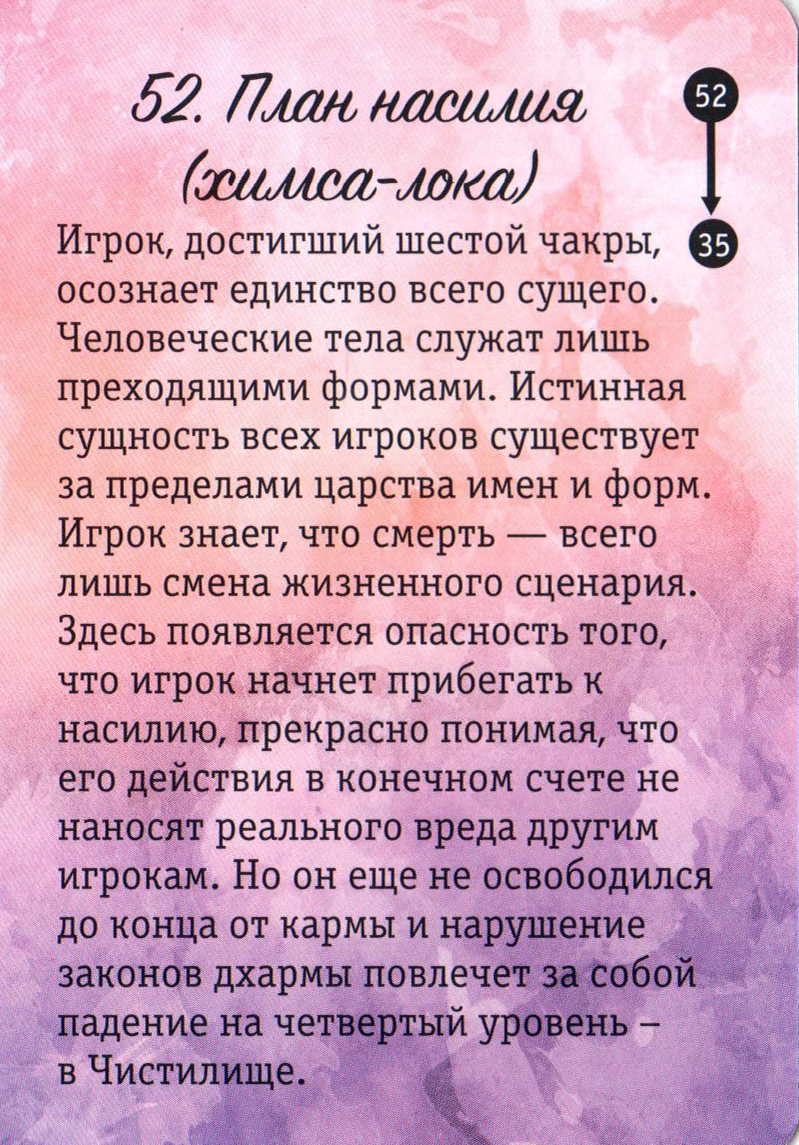 52. План насилия
(химса-лока)
52
35
Игрок, достигший шестой чакры,
осознает единство всего сущего.
Человеческие тела служат лишь
преходящими формами. Истинная
сущность всех игроков существует
за пределами царства имен и форм.
Игрок знает, что смерть — всего
лишь смена жизненного сценария.
Здесь появляется опасность того,
что игрок начнет прибегать к
насилию, прекрасно понимая, что
его действия в конечном счете не
наносят реального вреда другим
игрокам. Но он еще не освободился
до конца от кармы и нарушение
законов дхармы повлечет за собой
падение на четвертый уровень –
в Чистилище.